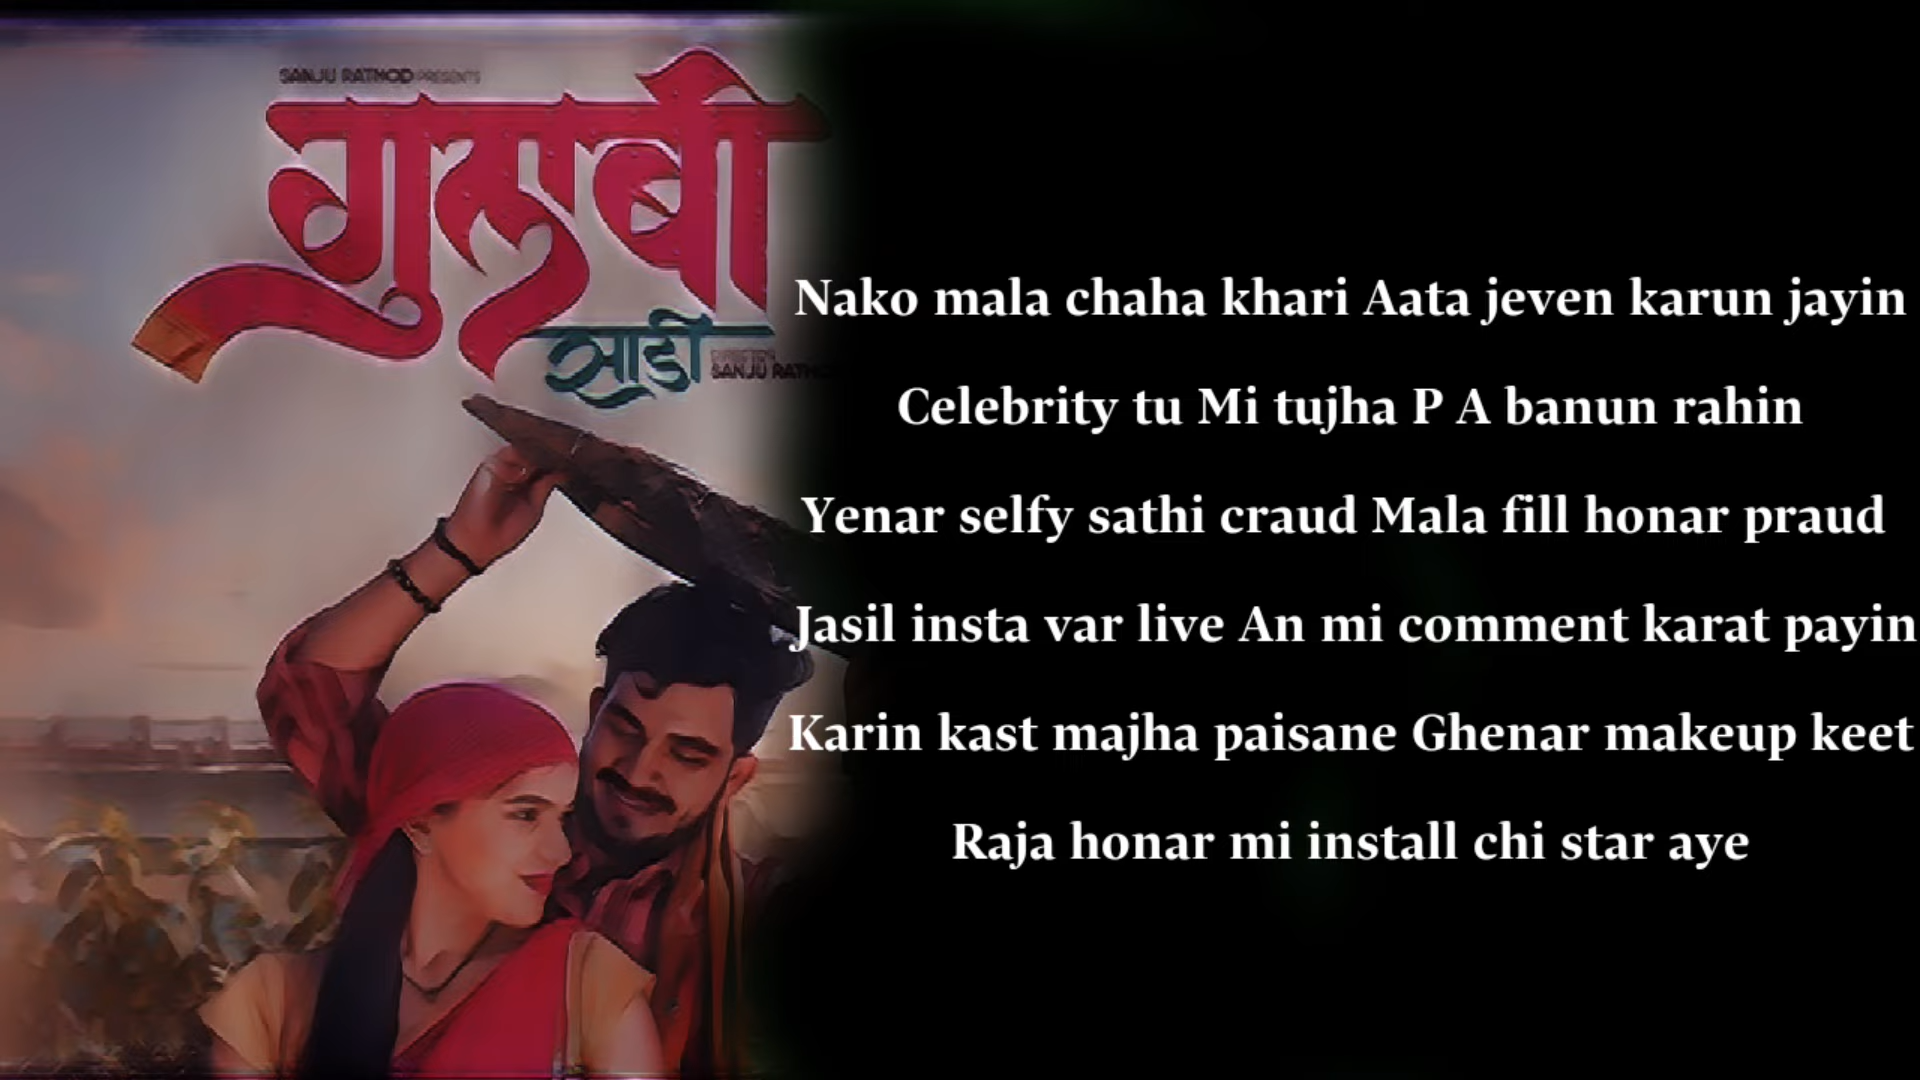 SANJU RATHOD PRESENTS
गुलाबी
साडी
SANJU RATH
Nako mala chaha khari Aata jeven karun jayin
Celebrity tu Mi tujha P A banun rahin
Yenar selfy sathi craud Mala fill honar praud
Jasil insta var live An mi comment karat payin
Karin kast majha paisane Ghenar makeup keet
Raja honar mi install chi star aye